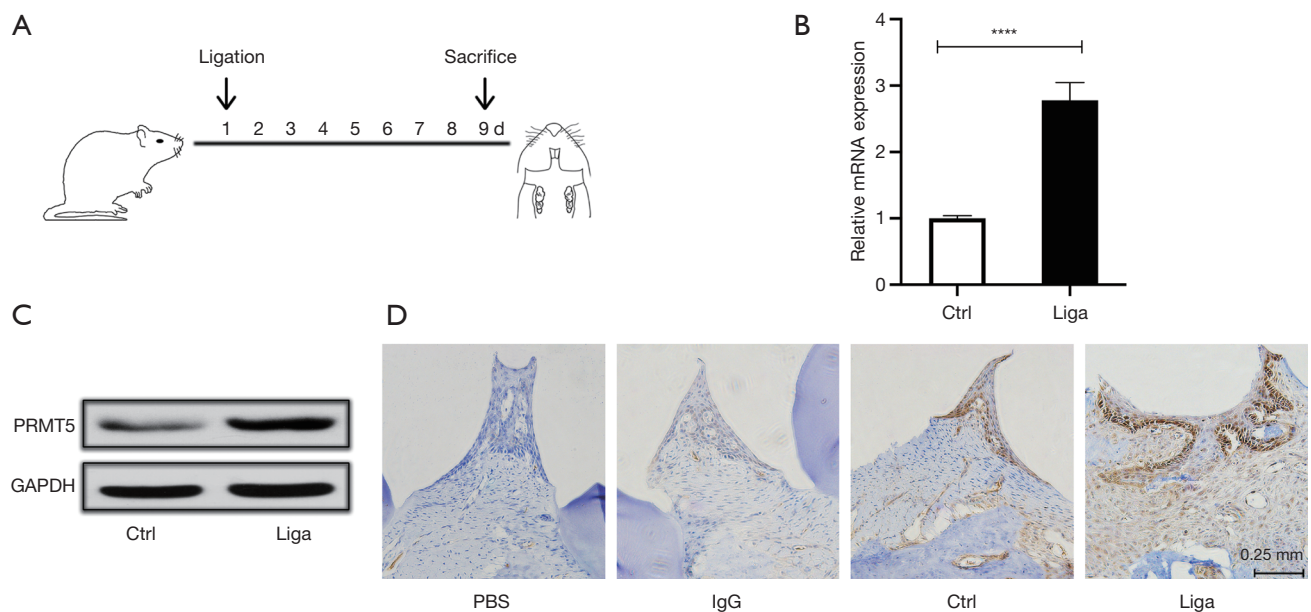 A
Ligation
Sacrifice
1 2 3 4 5 6 7 8 9 d
B
Relative mRNA expression
4
3
2
1
0
****
Ctrl
Liga
C
PRMT5
GAPDH
Ctrl
Liga
D
0.25 mm
PBS
IgG
Ctrl
Liga